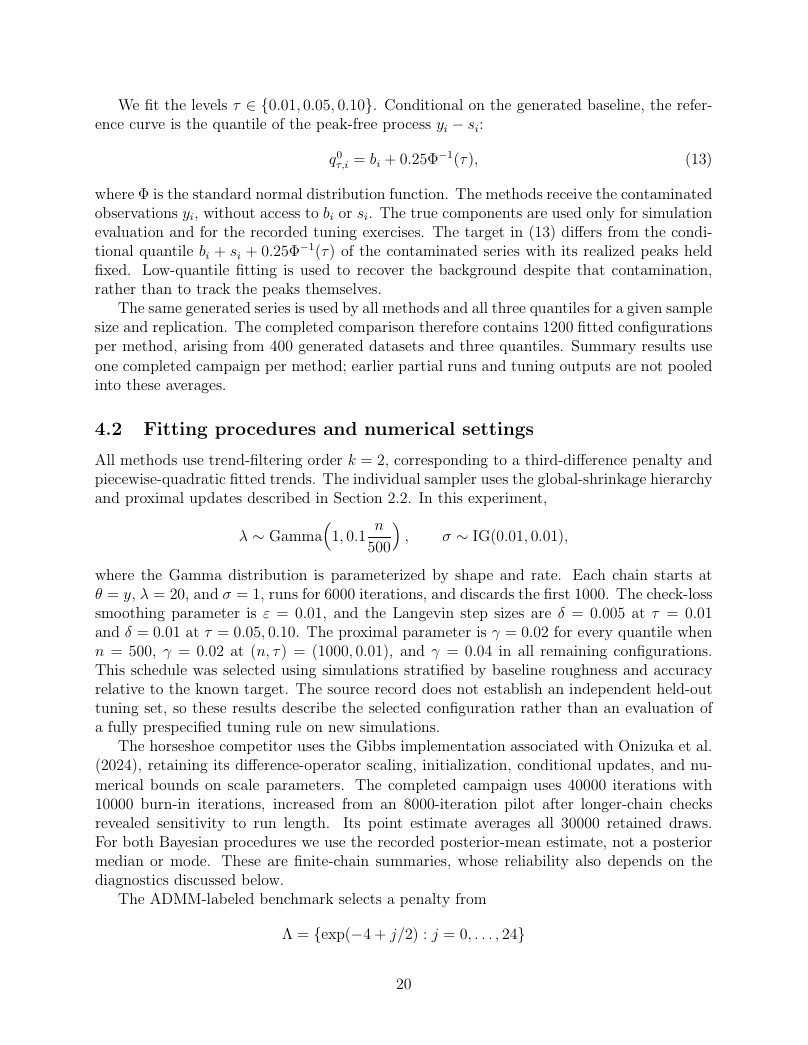 We fit the levels τ ∈ {0.01, 0.05, 0.10}. Conditional on the generated baseline, the refer-
ence curve is the quantile of the peak-free process yᵢ − sᵢ:
q⁰_{τ,i} = bᵢ + 0.25Φ⁻¹(τ), (13)
where Φ is the standard normal distribution function. The methods receive the contaminated
observations yᵢ, without access to bᵢ or sᵢ. The true components are used only for simulation
evaluation and for the recorded tuning exercises. The target in (13) differs from the condi-
tional quantile bᵢ + sᵢ + 0.25Φ⁻¹(τ) of the contaminated series with its realized peaks held
fixed. Low-quantile fitting is used to recover the background despite that contamination,
rather than to track the peaks themselves.
The same generated series is used by all methods and all three quantiles for a given sample
size and replication. The completed comparison therefore contains 1200 fitted configurations
per method, arising from 400 generated datasets and three quantiles. Summary results use
one completed campaign per method; earlier partial runs and tuning outputs are not pooled
into these averages.
4.2 Fitting procedures and numerical settings
All methods use trend-filtering order k = 2, corresponding to a third-difference penalty and
piecewise-quadratic fitted trends. The individual sampler uses the global-shrinkage hierarchy
and proximal updates described in Section 2.2. In this experiment,
λ ∼ Gamma(1, 0.1 n/500), σ ∼ IG(0.01, 0.01),
where the Gamma distribution is parameterized by shape and rate. Each chain starts at
θ = y, λ = 20, and σ = 1, runs for 6000 iterations, and discards the first 1000. The check-loss
smoothing parameter is ε = 0.01, and the Langevin step sizes are δ = 0.005 at τ = 0.01
and δ = 0.01 at τ = 0.05, 0.10. The proximal parameter is γ = 0.02 for every quantile when
n = 500, γ = 0.02 at (n, τ) = (1000, 0.01), and γ = 0.04 in all remaining configurations.
This schedule was selected using simulations stratified by baseline roughness and accuracy
relative to the known target. The source record does not establish an independent held-out
tuning set, so these results describe the selected configuration rather than an evaluation of
a fully prespecified tuning rule on new simulations.
The horseshoe competitor uses the Gibbs implementation associated with Onizuka et al.
(2024), retaining its difference-operator scaling, initialization, conditional updates, and nu-
merical bounds on scale parameters. The completed campaign uses 40000 iterations with
10000 burn-in iterations, increased from an 8000-iteration pilot after longer-chain checks
revealed sensitivity to run length. Its point estimate averages all 30000 retained draws.
For both Bayesian procedures we use the recorded posterior-mean estimate, not a posterior
median or mode. These are finite-chain summaries, whose reliability also depends on the
diagnostics discussed below.
The ADMM-labeled benchmark selects a penalty from
Λ = {exp(−4 + j/2) : j = 0, . . . , 24}
20